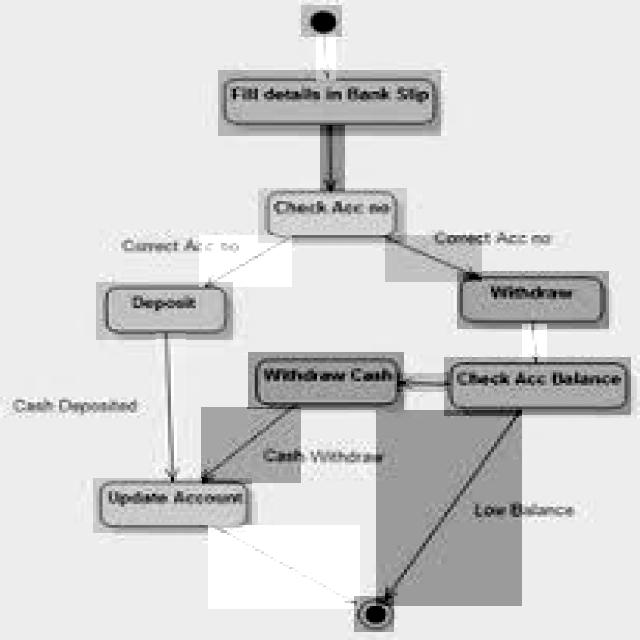 Fill details in Bank Slip
Check Acc no
Correct Acc no
Correct Acc no
Deposit
Withdraw
Withdraw Cash
Check Acc Balance
Cash Deposited
Cash Withdraw
Update Account
Low Balance